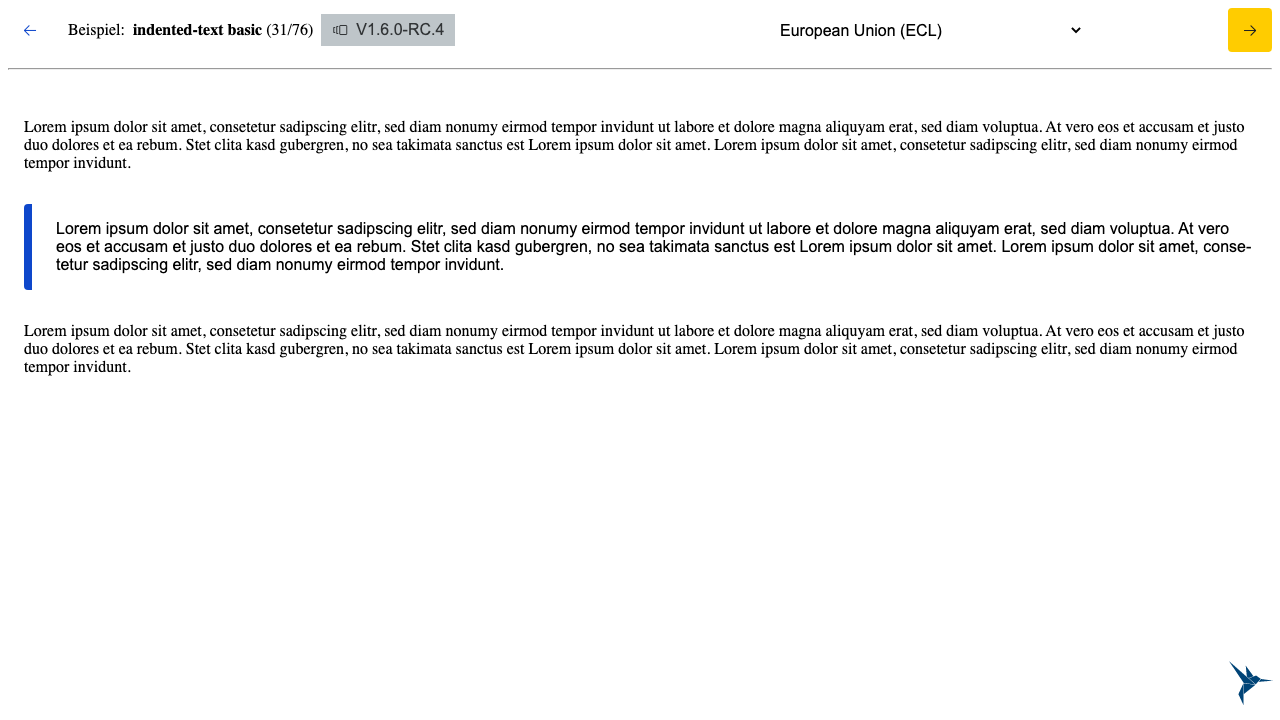 Beispiel: indented-text basic (31/76) V1.6.0-RC.4 European Union (ECL)
Lorem ipsum dolor sit amet, consetetur sadipscing elitr, sed diam nonumy eirmod tempor invidunt ut labore et dolore magna aliquyam erat, sed diam voluptua. At vero eos et accusam et justo
duo dolores et ea rebum. Stet clita kasd gubergren, no sea takimata sanctus est Lorem ipsum dolor sit amet. Lorem ipsum dolor sit amet, consetetur sadipscing elitr, sed diam nonumy eirmod
tempor invidunt.
Lorem ipsum dolor sit amet, consetetur sadipscing elitr, sed diam nonumy eirmod tempor invidunt ut labore et dolore magna aliquyam erat, sed diam voluptua. At vero
eos et accusam et justo duo dolores et ea rebum. Stet clita kasd gubergren, no sea takimata sanctus est Lorem ipsum dolor sit amet. Lorem ipsum dolor sit amet, conse-
tetur sadipscing elitr, sed diam nonumy eirmod tempor invidunt.
Lorem ipsum dolor sit amet, consetetur sadipscing elitr, sed diam nonumy eirmod tempor invidunt ut labore et dolore magna aliquyam erat, sed diam voluptua. At vero eos et accusam et justo
duo dolores et ea rebum. Stet clita kasd gubergren, no sea takimata sanctus est Lorem ipsum dolor sit amet. Lorem ipsum dolor sit amet, consetetur sadipscing elitr, sed diam nonumy eirmod
tempor invidunt.